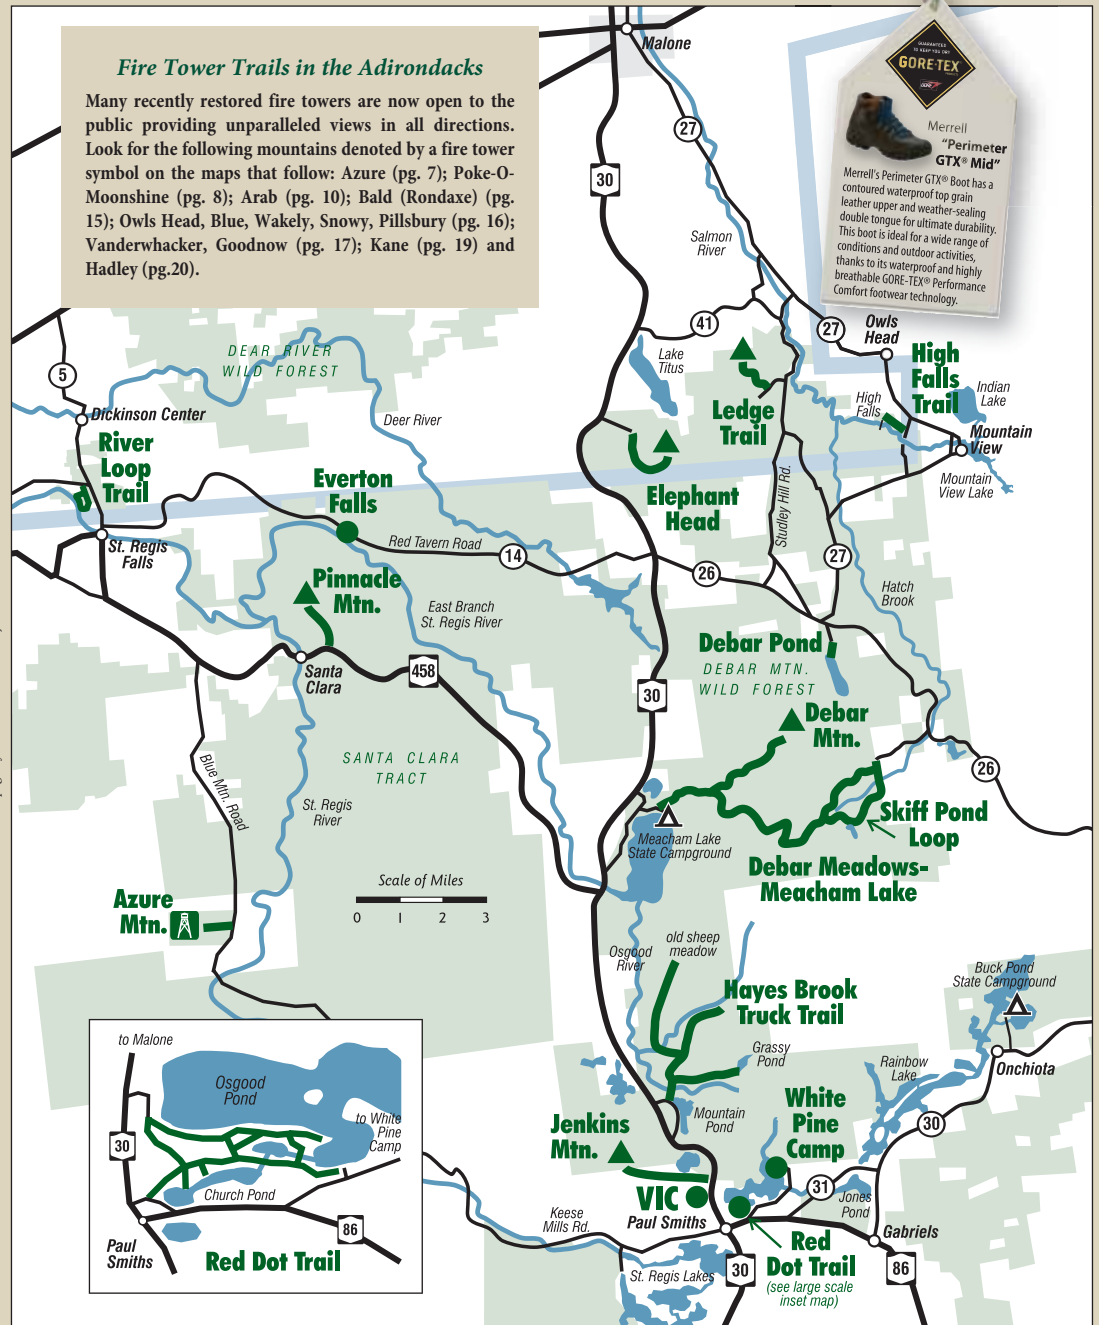 Fire Tower Trails in the Adirondacks
Many recently restored fire towers are now open to the
public providing unparalleled views in all directions.
Look for the following mountains denoted by a fire tower
symbol on the maps that follow: Azure (pg. 7); Poke-O-
Moonshine (pg. 8); Arab (pg. 10); Bald (Rondaxe) (pg.
15); Owls Head, Blue, Wakely, Snowy, Pillsbury (pg. 16);
Vanderwhacker, Goodnow (pg. 17); Kane (pg. 19) and
Hadley (pg.20).
Malone
27
30
Salmon
River
GUARANTEED
TO KEEP YOU DRY
GORE-TEX
Merrell
"Perimeter
GTX® Mid"
Merrell's Perimeter GTX® Boot has a
contoured waterproof top grain
leather upper and weather-sealing
double tongue for ultimate durability.
This boot is ideal for a wide range of
conditions and outdoor activities,
thanks to its waterproof and highly
breathable GORE-TEX® Performance
Comfort footwear technology.
41
27
Owls
Head
DEAR RIVER
WILD FOREST
Lake
Titus
High
Falls
Trail
Indian
Lake
5
Dickinson Center
Deer River
Ledge
Trail
High
Falls
Mountain
View
River
Loop
Trail
Everton
Falls
Elephant
Head
Mountain
View Lake
Studley Hill Rd.
St. Regis
Falls
Red Tavern Road
14
26
27
Pinnacle
Mtn.
East Branch
St. Regis River
Hatch
Brook
Debar Pond
DEBAR MTN.
WILD FOREST
Santa
Clara
458
30
Debar
Mtn.
SANTA CLARA
TRACT
26
Blue Mtn. Road
St. Regis
River
Skiff Pond
Loop
Meacham Lake
State Campground
Debar Meadows-
Meacham Lake
Scale of Miles
0 1 2 3
Azure
Mtn.
Osgood
River
old sheep
meadow
Buck Pond
State Campground
Hayes Brook
Truck Trail
Grassy
Pond
Rainbow
Lake
Onchiota
White
Pine
Camp
Mountain
Pond
30
Jenkins
Mtn.
31
Jones
Pond
VIC
Paul Smiths
Keese
Mills Rd.
Gabriels
Red
Dot Trail
(see large scale
inset map)
St. Regis Lakes
30
86
to Malone
Osgood
Pond
to White
Pine
Camp
30
Church Pond
86
Paul
Smiths
Red Dot Trail